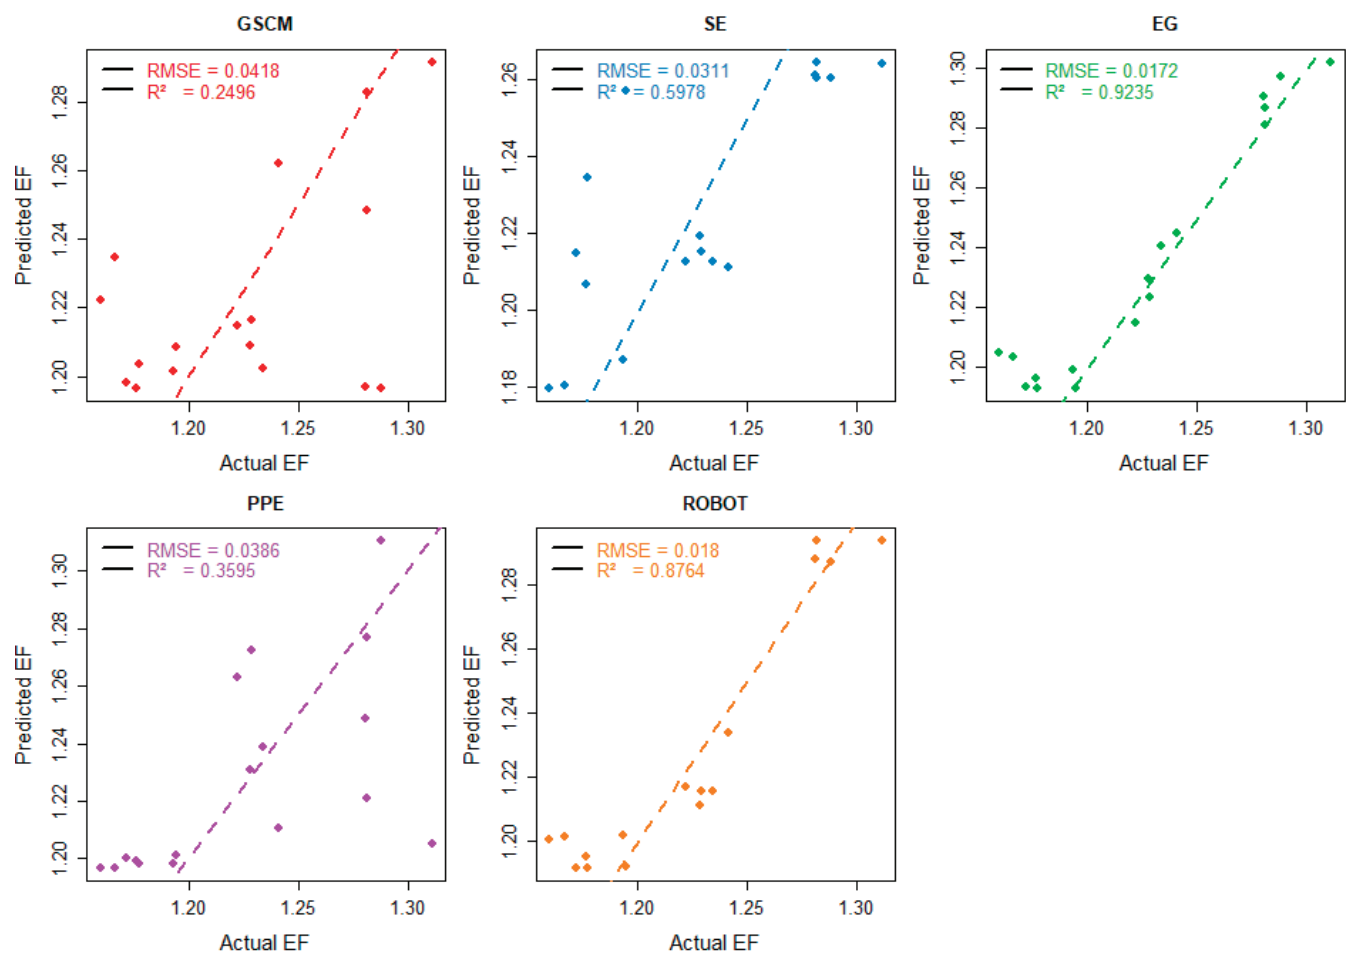 GSCM
RMSE = 0.0418
R² = 0.2496
1.20 1.22 1.24 1.26 1.28
Predicted EF
1.20 1.25 1.30
Actual EF
SE
RMSE = 0.0311
R² = 0.5978
1.18 1.20 1.22 1.24 1.26
Predicted EF
1.20 1.25 1.30
Actual EF
EG
RMSE = 0.0172
R² = 0.9235
1.20 1.22 1.24 1.26 1.28 1.30
Predicted EF
1.20 1.25 1.30
Actual EF
PPE
RMSE = 0.0386
R² = 0.3595
1.20 1.22 1.24 1.26 1.28 1.30
Predicted EF
1.20 1.25 1.30
Actual EF
ROBOT
RMSE = 0.018
R² = 0.8764
1.20 1.22 1.24 1.26 1.28
Predicted EF
1.20 1.25 1.30
Actual EF